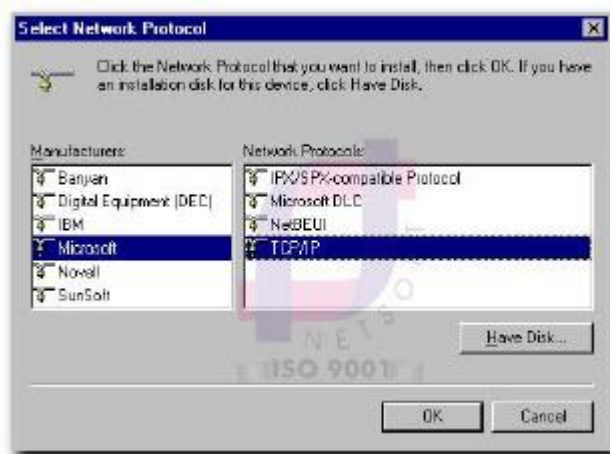 Select Network Protocol
Click the Network Protocol that you want to install, then click OK. If you have
an installation disk for this device, click Have Disk.
Manufacturers:
Banyan
Digital Equipment (DEC)
IBM
Microsoft
Novell
SunSoft
Network Protocols:
IPX/SPX-compatible Protocol
Microsoft DLC
NetBEUI
TCP/IP
NETSOFT
ISO 9001
Have Disk...
OK
Cancel